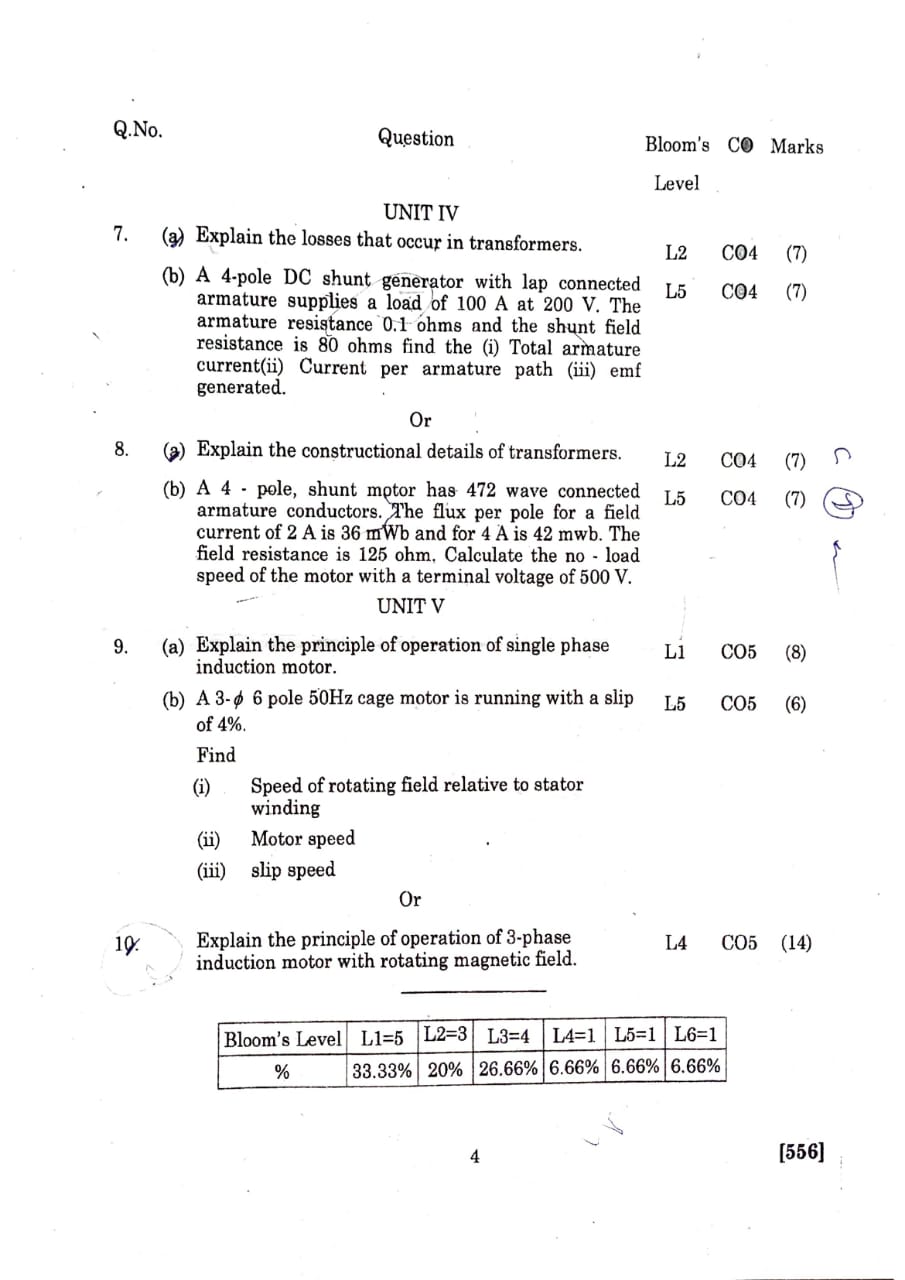 Q.No. Question Bloom's CO Marks
Level
UNIT IV
7. (a) Explain the losses that occur in transformers. L2 CO4 (7)
(b) A 4-pole DC shunt generator with lap connected L5 CO4 (7)
armature supplies a load of 100 A at 200 V. The
armature resistance 0.1 ohms and the shunt field
resistance is 80 ohms find the (i) Total armature
current(ii) Current per armature path (iii) emf
generated.
Or
8. (a) Explain the constructional details of transformers. L2 CO4 (7)
(b) A 4 - pole, shunt motor has 472 wave connected L5 CO4 (7)
armature conductors. The flux per pole for a field
current of 2 A is 36 mWb and for 4 A is 42 mwb. The
field resistance is 125 ohm. Calculate the no - load
speed of the motor with a terminal voltage of 500 V.
UNIT V
9. (a) Explain the principle of operation of single phase L1 CO5 (8)
induction motor.
(b) A 3-ϕ 6 pole 50Hz cage motor is running with a slip L5 CO5 (6)
of 4%.
Find
(i) Speed of rotating field relative to stator
winding
(ii) Motor speed
(iii) slip speed
Or
10. Explain the principle of operation of 3-phase L4 CO5 (14)
induction motor with rotating magnetic field.
Bloom's Level L1=5 L2=3 L3=4 L4=1 L5=1 L6=1
% 33.33% 20% 26.66% 6.66% 6.66% 6.66%
4 [556]